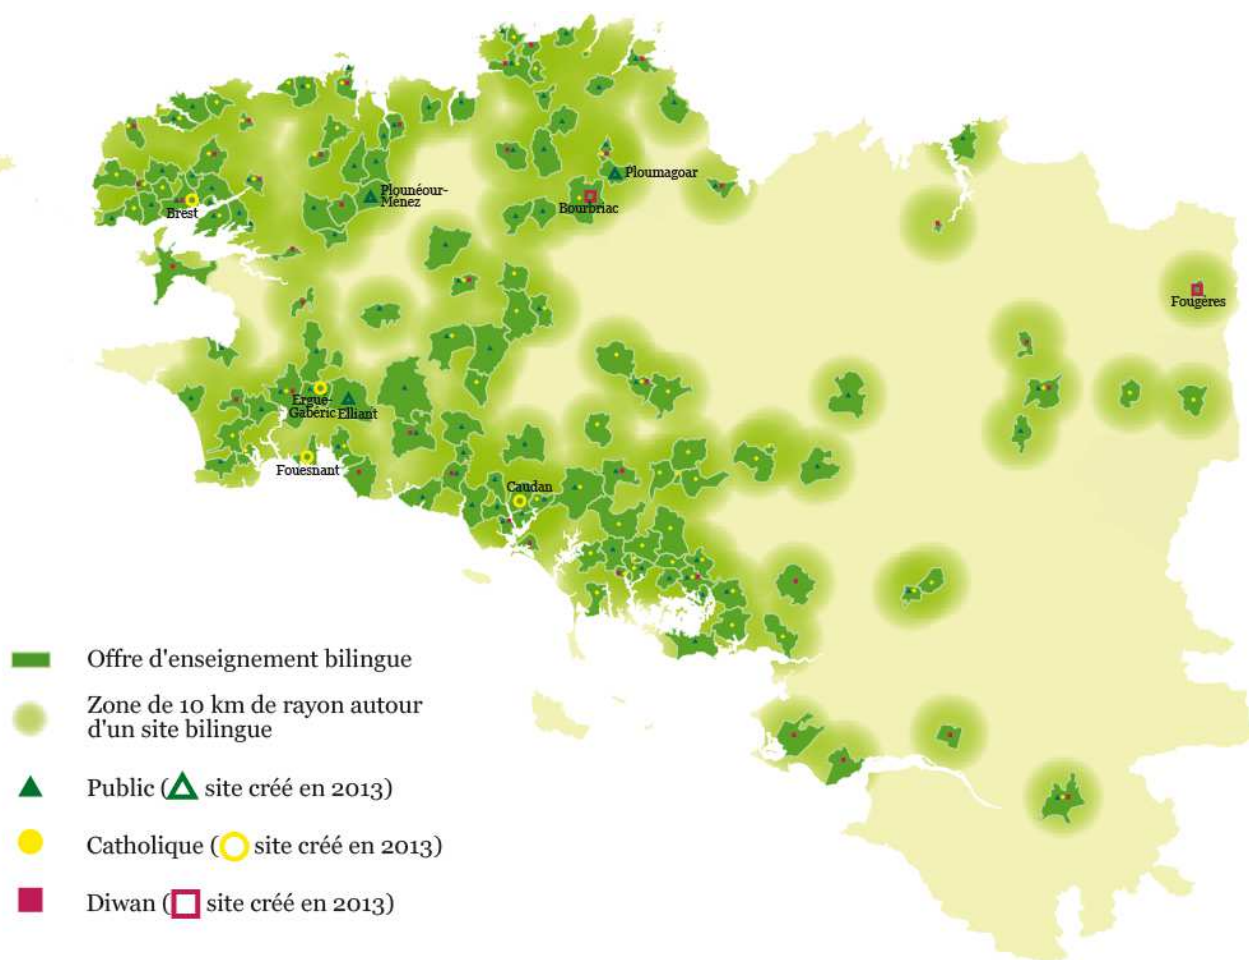 Ploumagoar
Plounéour-
Ménez
Brest
Bourbriac
Fougères
Ergué-
Gabéric
Elliant
Fouesnant
Caudan
Offre d'enseignement bilingue
Zone de 10 km de rayon autour
d'un site bilingue
Public ( site créé en 2013)
Catholique ( site créé en 2013)
Diwan ( site créé en 2013)